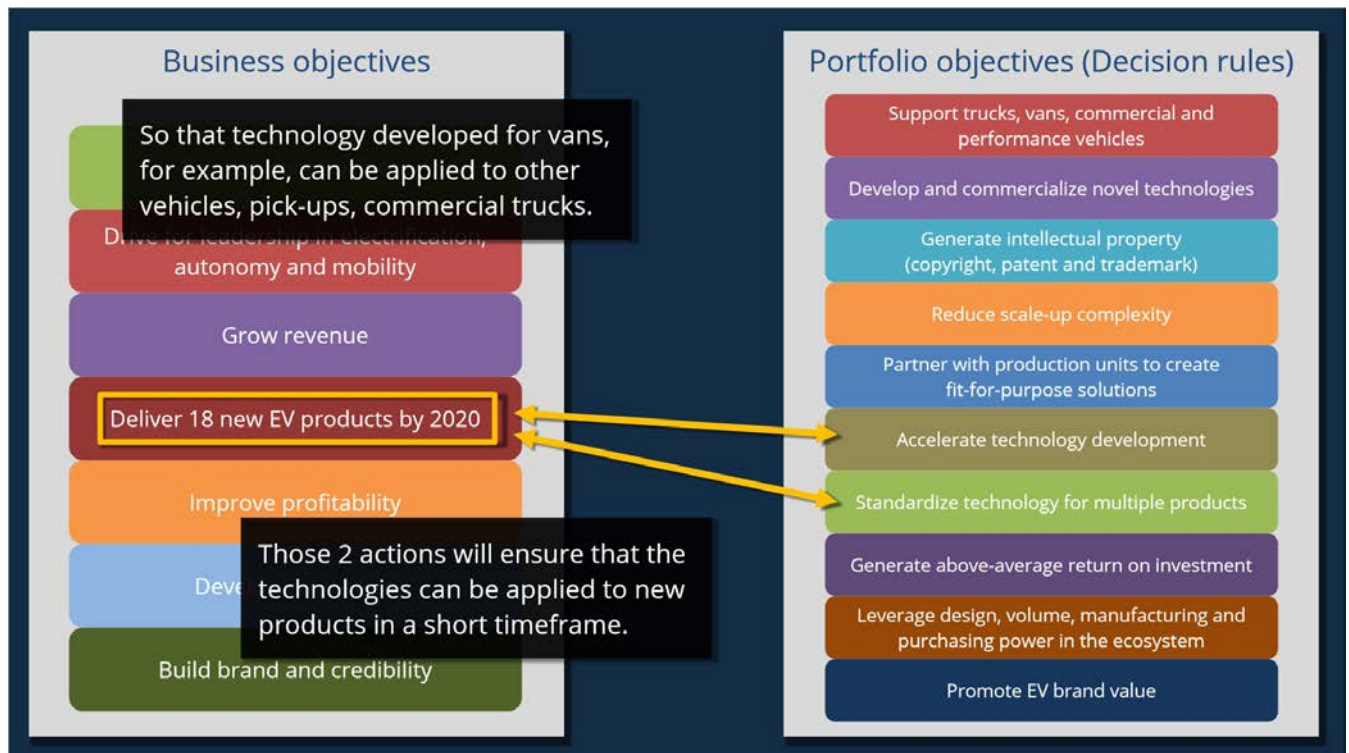 Business objectives
So that technology developed for vans,
for example, can be applied to other
vehicles, pick-ups, commercial trucks.
Drive for leadership in electrification,
autonomy and mobility
Grow revenue
Deliver 18 new EV products by 2020
Improve profitability
Those 2 actions will ensure that the
technologies can be applied to new
products in a short timeframe.
Build brand and credibility
Portfolio objectives (Decision rules)
Support trucks, vans, commercial and
performance vehicles
Develop and commercialize novel technologies
Generate intellectual property
(copyright, patent and trademark)
Reduce scale-up complexity
Partner with production units to create
fit-for-purpose solutions
Accelerate technology development
Standardize technology for multiple products
Generate above-average return on investment
Leverage design, volume, manufacturing and
purchasing power in the ecosystem
Promote EV brand value